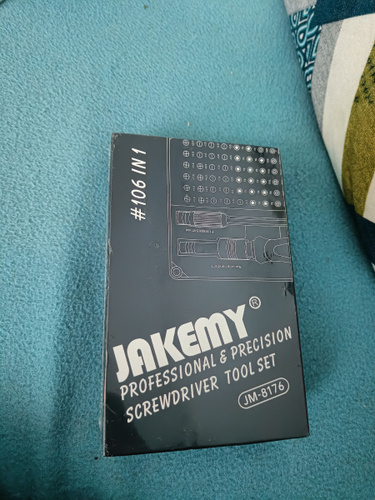 #106 IN 1
JAKEMY®
PROFESSIONAL & PRECISION
SCREWDRIVER TOOL SET
JM-8176